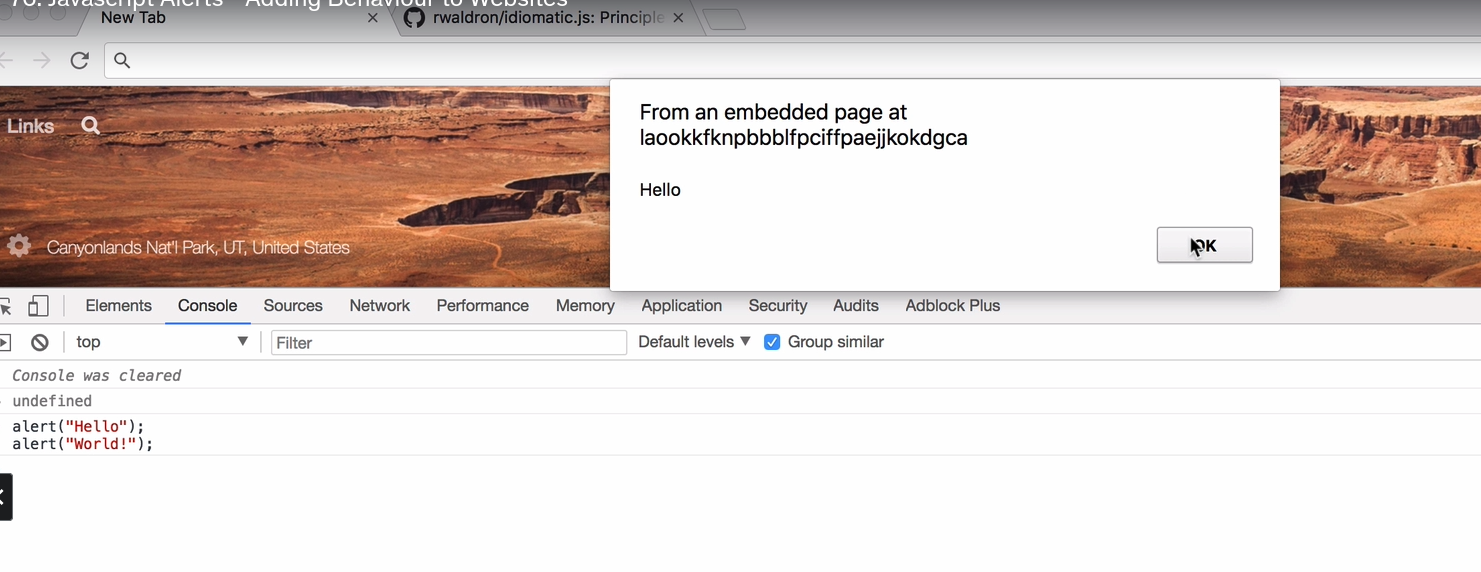 70. Javascript Alerts - Adding Behaviour to Websites
New Tab
rwaldron/idiomatic.js: Principle
From an embedded page at
laookkfknpbbblfpciffpaejjkokdgca
Hello
OK
Links
Canyonlands Nat'l Park, UT, United States
Elements Console Sources Network Performance Memory Application Security Audits Adblock Plus
top Filter Default levels Group similar
Console was cleared
undefined
alert("Hello");
alert("World!");